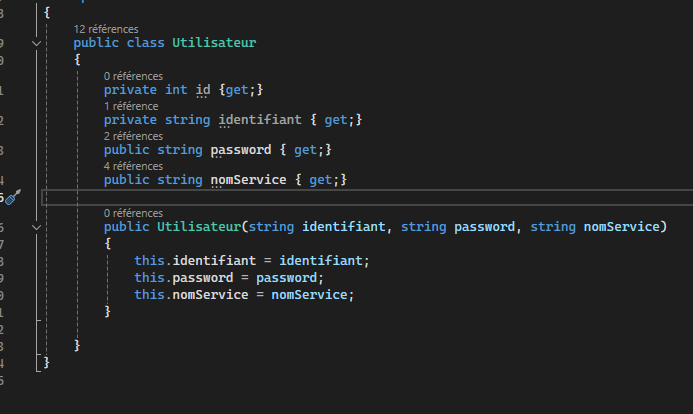 {
12 références
public class Utilisateur
{
0 références
private int id {get;}
1 référence
private string identifiant { get;}
2 références
public string password { get;}
4 références
public string nomService { get;}
0 références
public Utilisateur(string identifiant, string password, string nomService)
{
this.identifiant = identifiant;
this.password = password;
this.nomService = nomService;
}
}
}